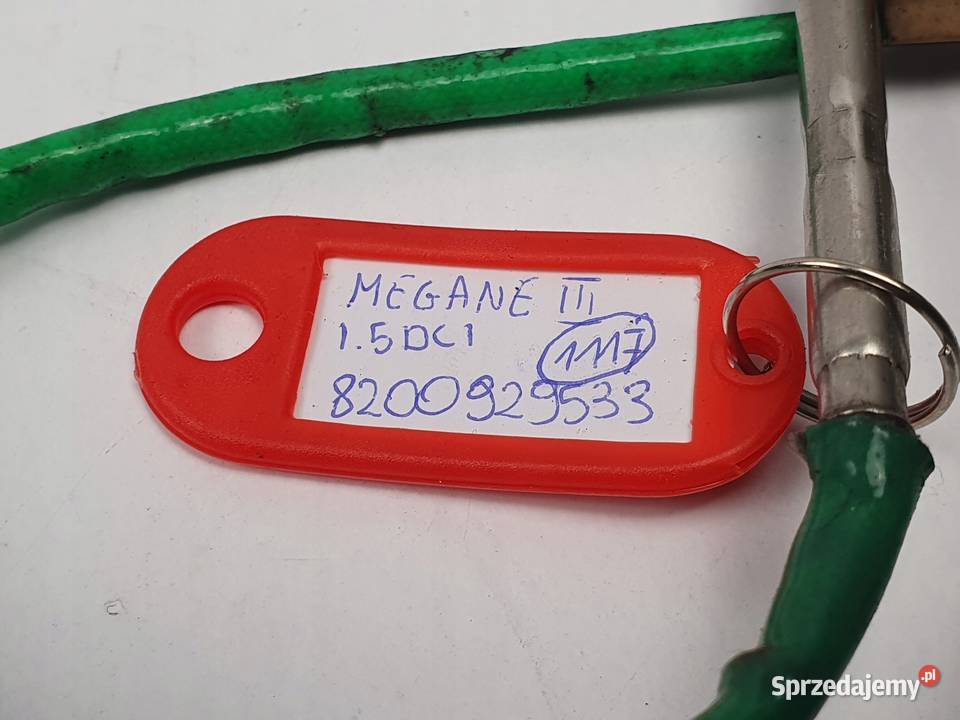 MEGANE III
1.5DCI 1117
8200929533
Sprzedajemy.pl